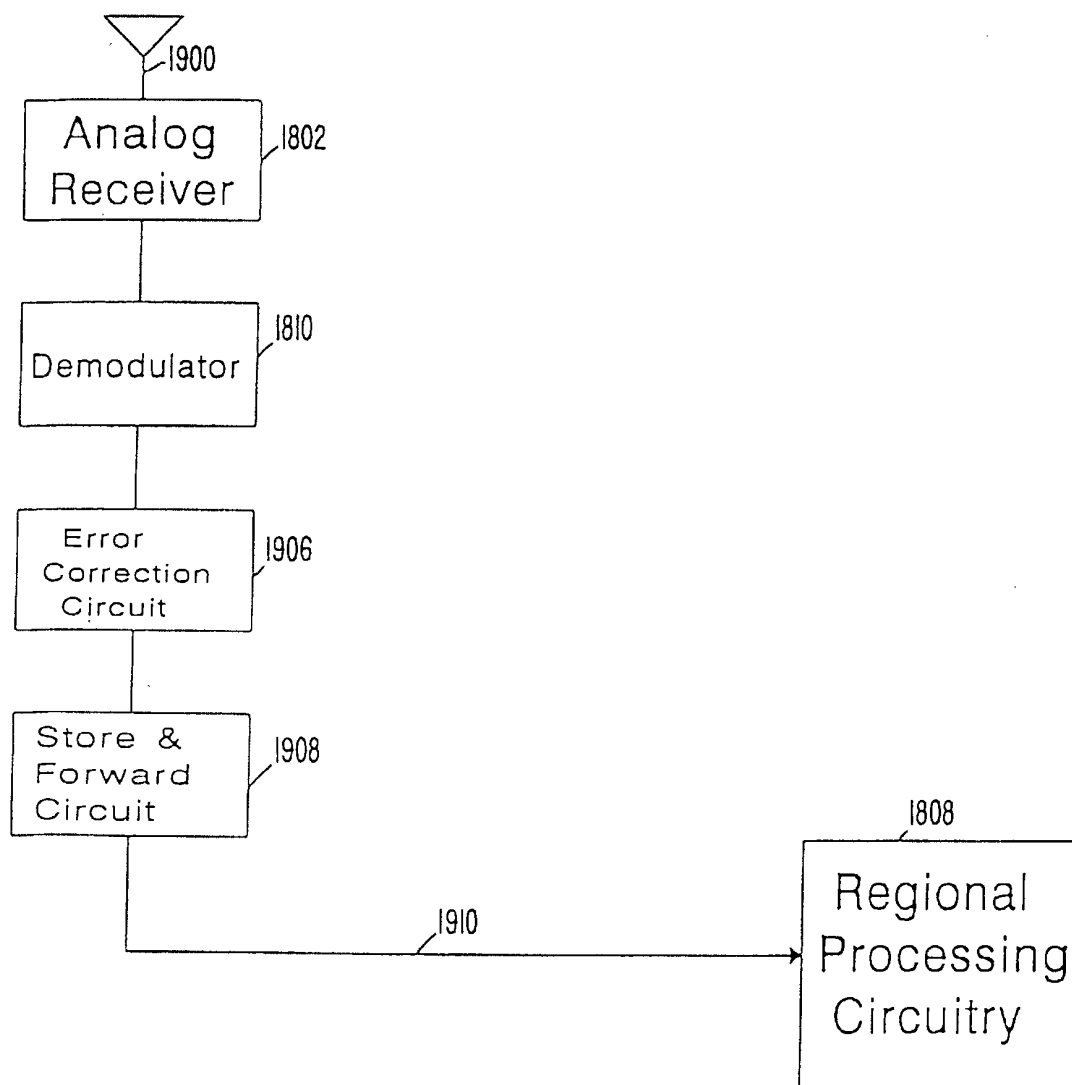 1900
Analog
Receiver
1802
Demodulator
1810
Error
Correction
Circuit
1906
Store &
Forward
Circuit
1908
1910
1808
Regional
Processing
Circuitry